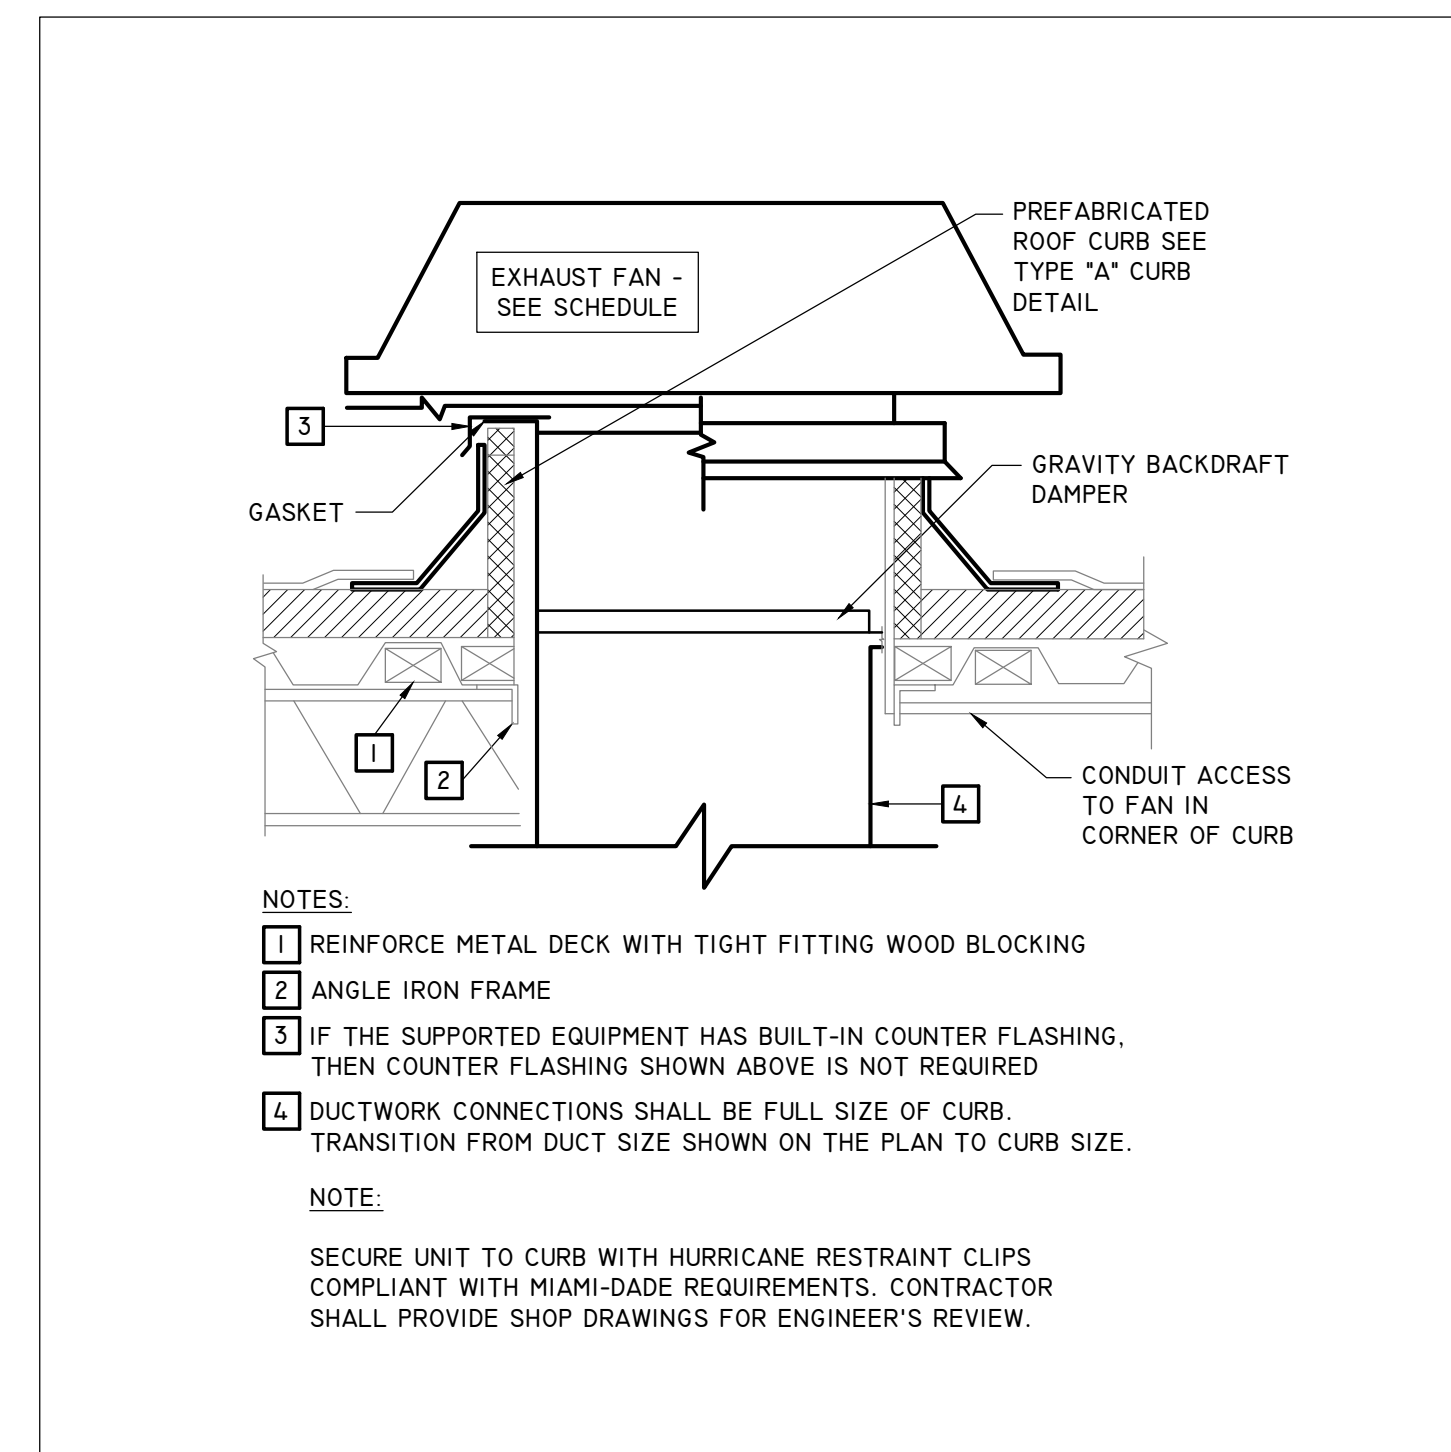 PREFABRICATED
ROOF CURB SEE
TYPE "A" CURB
DETAIL
EXHAUST FAN -
SEE SCHEDULE
3
GRAVITY BACKDRAFT
DAMPER
GASKET
1
2
4
CONDUIT ACCESS
TO FAN IN
CORNER OF CURB
NOTES:
1 REINFORCE METAL DECK WITH TIGHT FITTING WOOD BLOCKING
2 ANGLE IRON FRAME
3 IF THE SUPPORTED EQUIPMENT HAS BUILT-IN COUNTER FLASHING,
THEN COUNTER FLASHING SHOWN ABOVE IS NOT REQUIRED
4 DUCTWORK CONNECTIONS SHALL BE FULL SIZE OF CURB.
TRANSITION FROM DUCT SIZE SHOWN ON THE PLAN TO CURB SIZE.
NOTE:
SECURE UNIT TO CURB WITH HURRICANE RESTRAINT CLIPS
COMPLIANT WITH MIAMI-DADE REQUIREMENTS. CONTRACTOR
SHALL PROVIDE SHOP DRAWINGS FOR ENGINEER'S REVIEW.